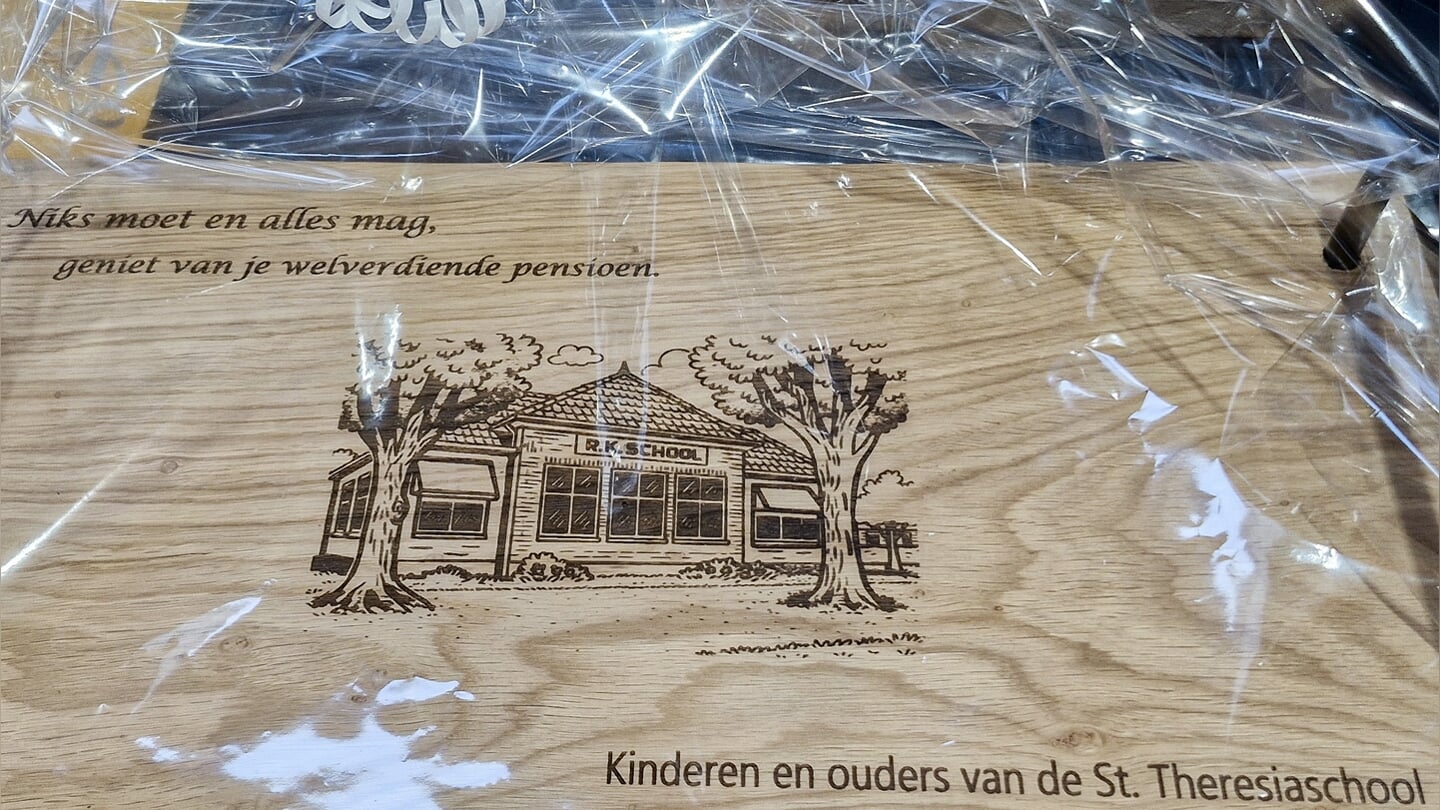 Niks moet en alles mag,
geniet van je welverdiende pensioen.
R.K. SCHOOL
Kinderen en ouders van de St. Theresiaschool